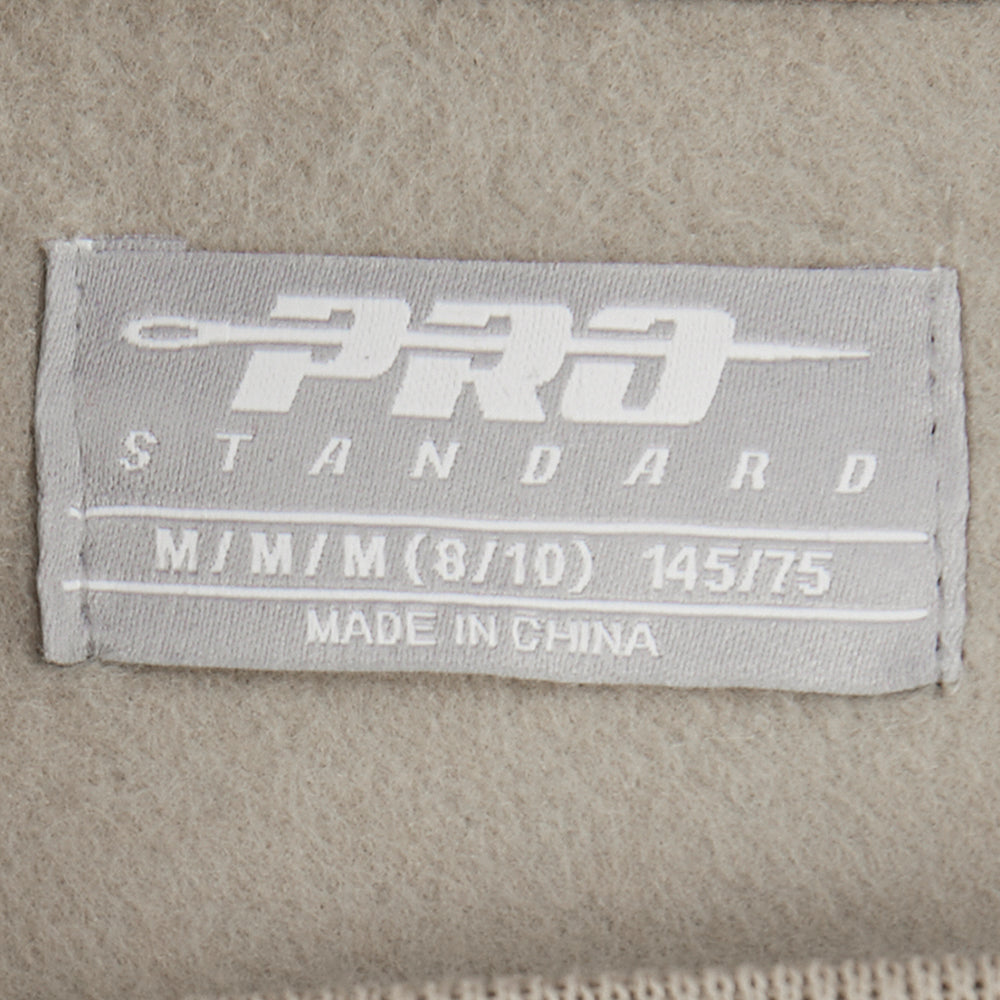 PRO
STANDARD
M/M/M (8/10) 145/75
MADE IN CHINA